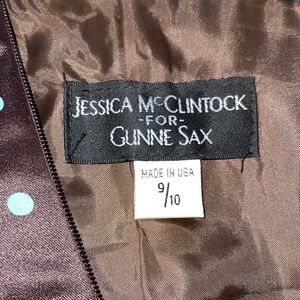 JESSICA MCCLINTOCK
-FOR-
GUNNE SAX
MADE IN USA
9/10